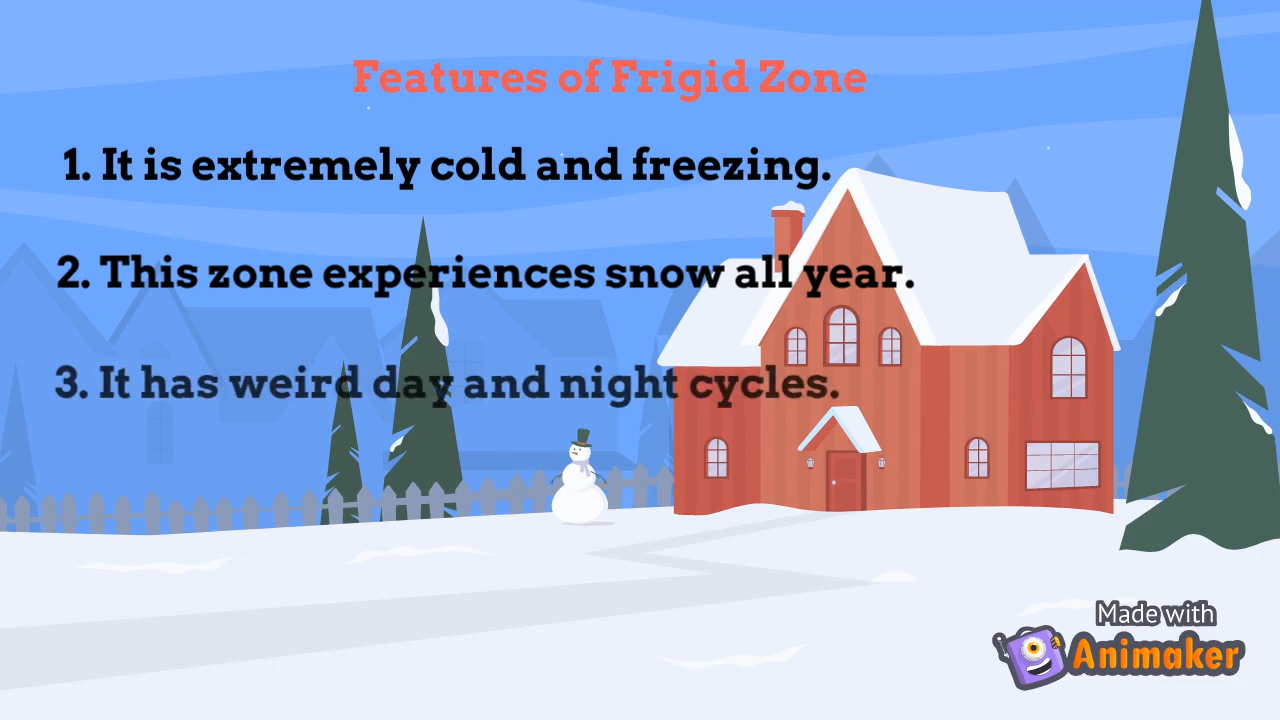 Features of Frigid Zone
1. It is extremely cold and freezing.
2. This zone experiences snow all year.
3. It has weird day and night cycles.
Made with
Animaker